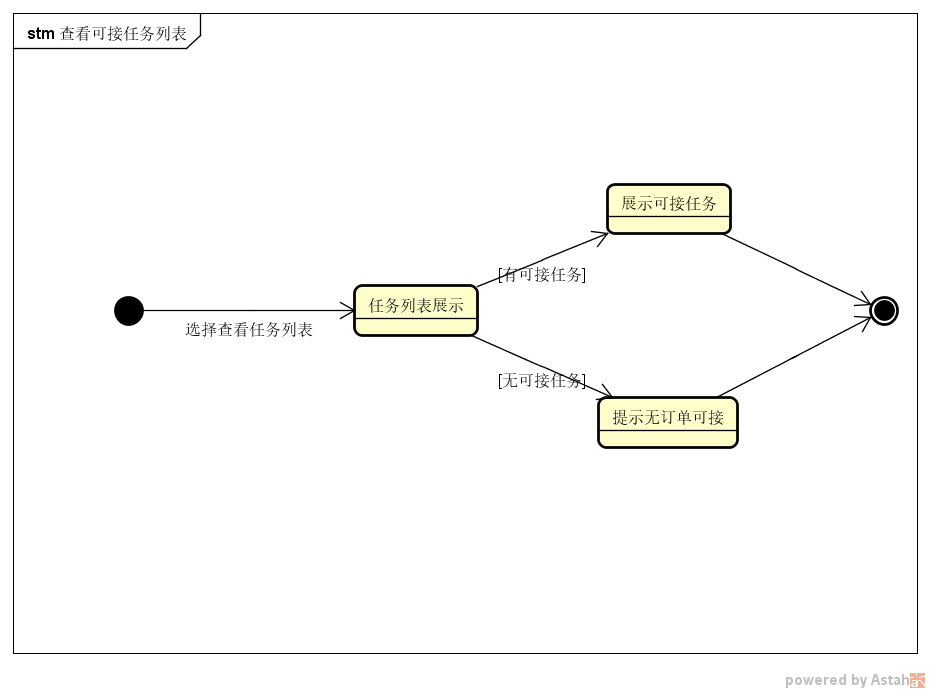 stm 查看可接任务列表
展示可接任务
[有可接任务]
任务列表展示
选择查看任务列表
[无可接任务]
提示无订单可接
powered by Astah